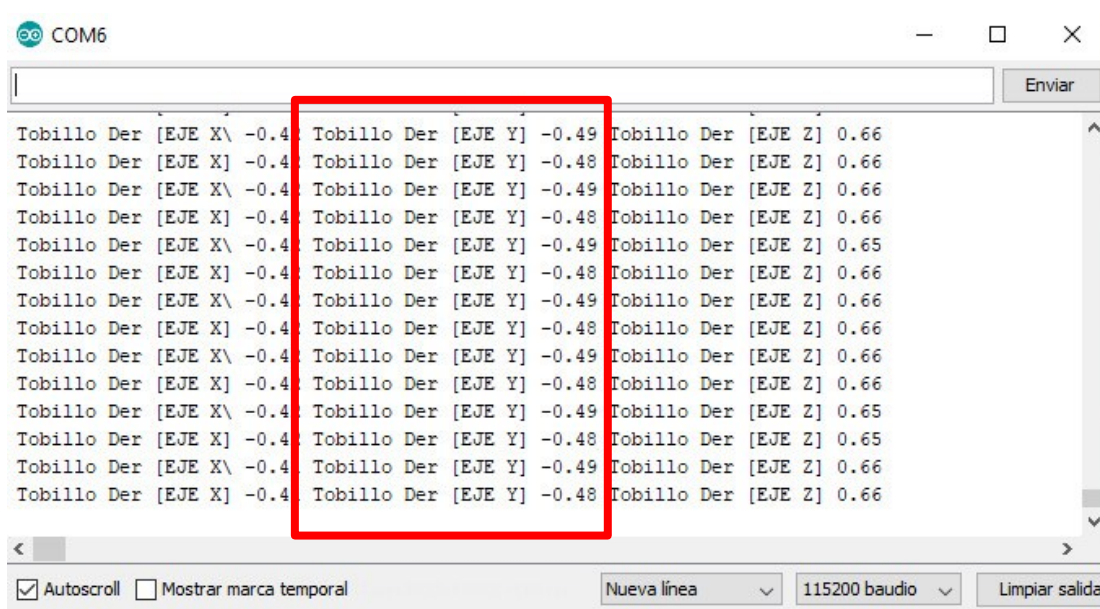 COM6
Enviar
Tobillo Der [EJE X\ -0.4 Tobillo Der [EJE Y] -0.49 Tobillo Der [EJE Z] 0.66
Tobillo Der [EJE X] -0.4 Tobillo Der [EJE Y] -0.48 Tobillo Der [EJE Z] 0.66
Tobillo Der [EJE X\ -0.4 Tobillo Der [EJE Y] -0.49 Tobillo Der [EJE Z] 0.66
Tobillo Der [EJE X] -0.4 Tobillo Der [EJE Y] -0.48 Tobillo Der [EJE Z] 0.66
Tobillo Der [EJE X\ -0.4 Tobillo Der [EJE Y] -0.49 Tobillo Der [EJE Z] 0.65
Tobillo Der [EJE X] -0.4 Tobillo Der [EJE Y] -0.48 Tobillo Der [EJE Z] 0.66
Tobillo Der [EJE X\ -0.4 Tobillo Der [EJE Y] -0.49 Tobillo Der [EJE Z] 0.66
Tobillo Der [EJE X] -0.4 Tobillo Der [EJE Y] -0.48 Tobillo Der [EJE Z] 0.66
Tobillo Der [EJE X\ -0.4 Tobillo Der [EJE Y] -0.49 Tobillo Der [EJE Z] 0.66
Tobillo Der [EJE X] -0.4 Tobillo Der [EJE Y] -0.48 Tobillo Der [EJE Z] 0.66
Tobillo Der [EJE X\ -0.4 Tobillo Der [EJE Y] -0.49 Tobillo Der [EJE Z] 0.65
Tobillo Der [EJE X] -0.4 Tobillo Der [EJE Y] -0.48 Tobillo Der [EJE Z] 0.65
Tobillo Der [EJE X\ -0.4 Tobillo Der [EJE Y] -0.49 Tobillo Der [EJE Z] 0.66
Tobillo Der [EJE X] -0.4 Tobillo Der [EJE Y] -0.48 Tobillo Der [EJE Z] 0.66
Autoscroll Mostrar marca temporal Nueva línea 115200 baudio Limpiar salida